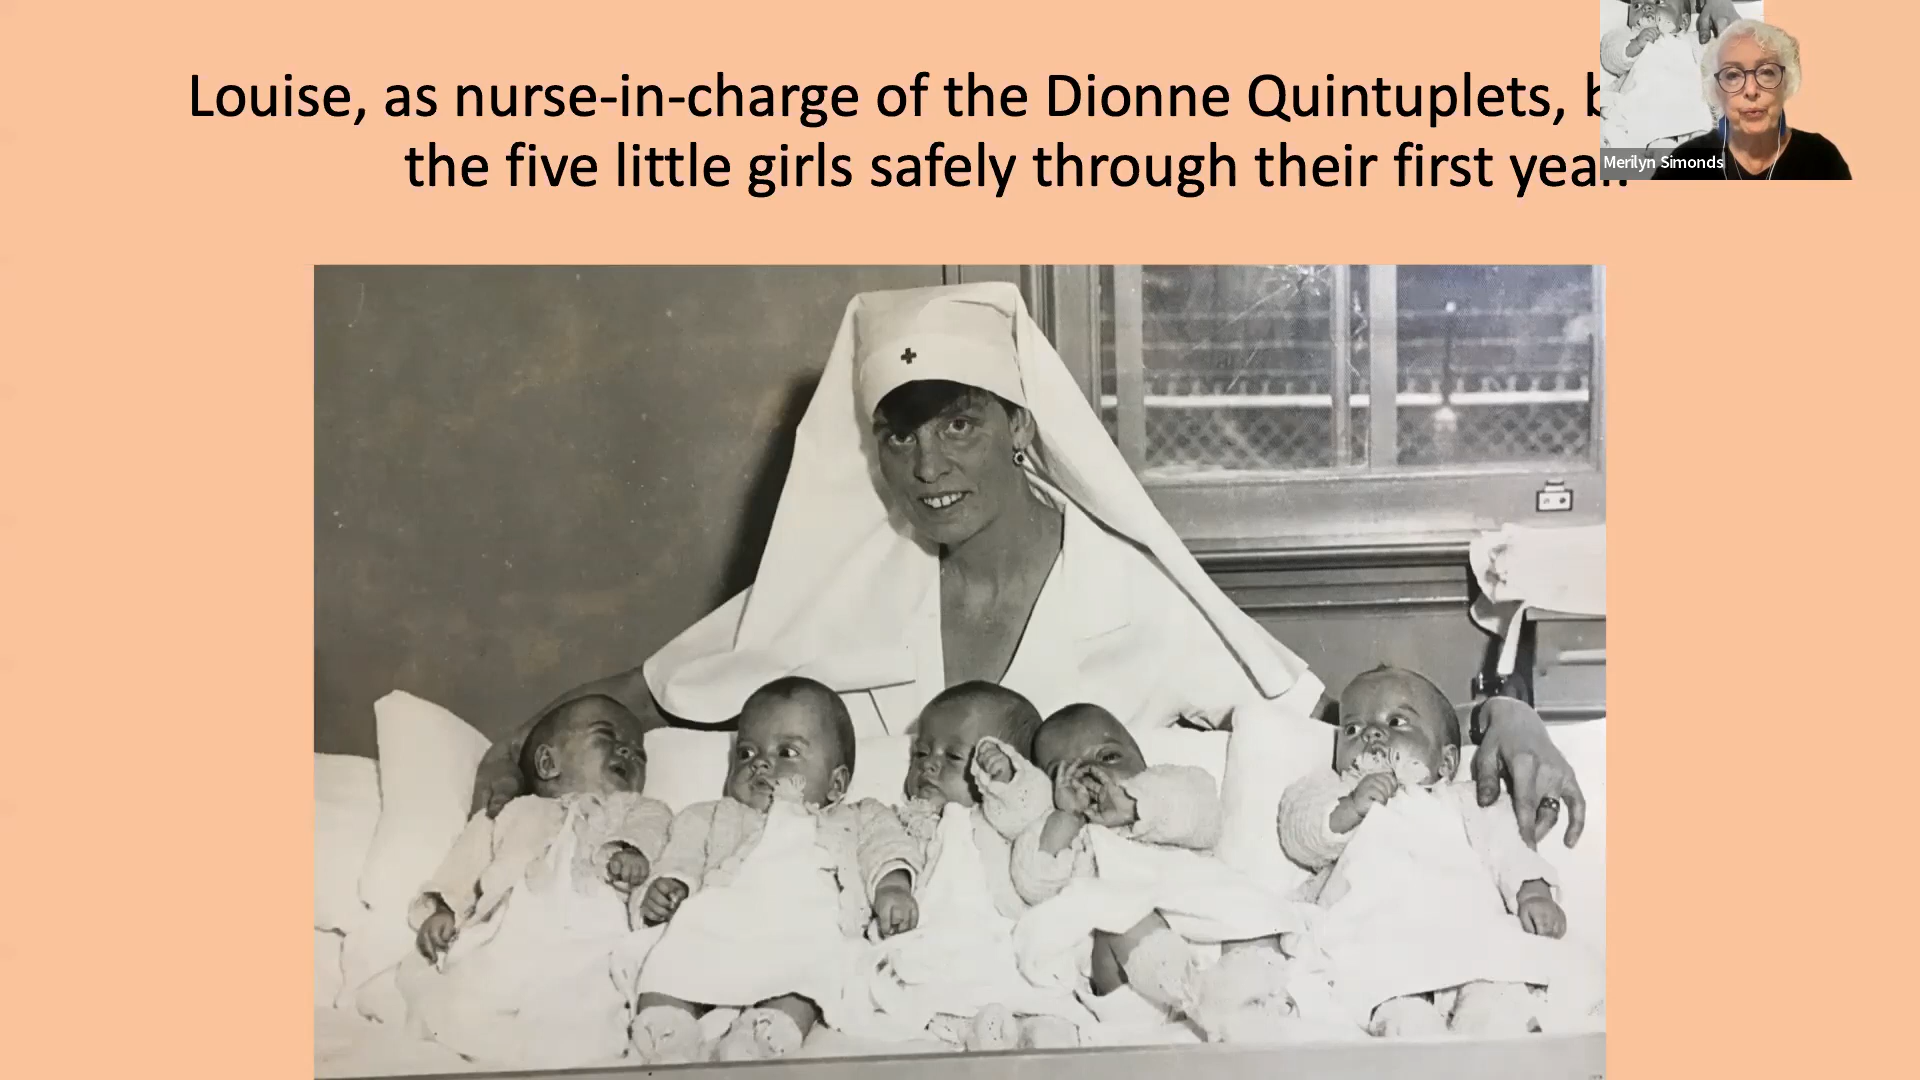 Louise, as nurse-in-charge of the Dionne Quintuplets,
the five little girls safely through their first year.
Merilyn Simonds